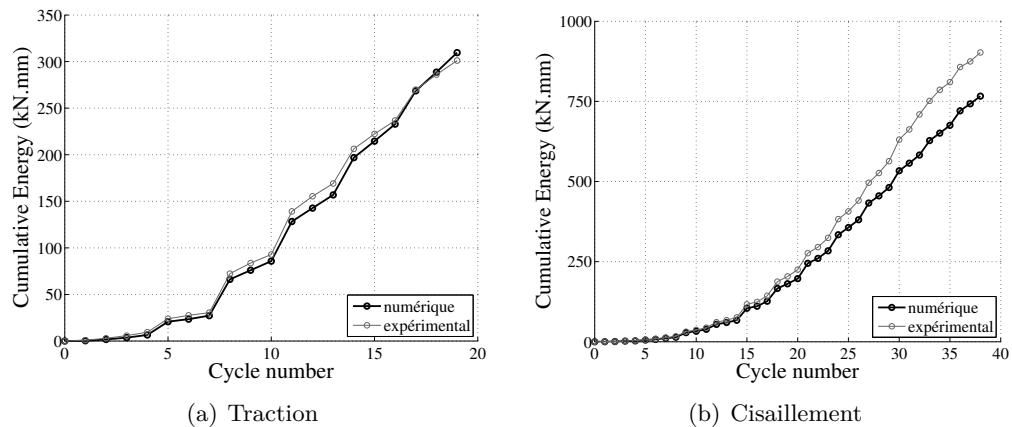 350
300
250
200
150
100
50
0
0 5 10 15 20
Cumulative Energy (kN.mm)
Cycle number
numérique
expérimental
(a) Traction
1000
750
500
250
0
0 5 10 15 20 25 30 35 40
Cumulative Energy (kN.mm)
Cycle number
numérique
expérimental
(b) Cisaillement